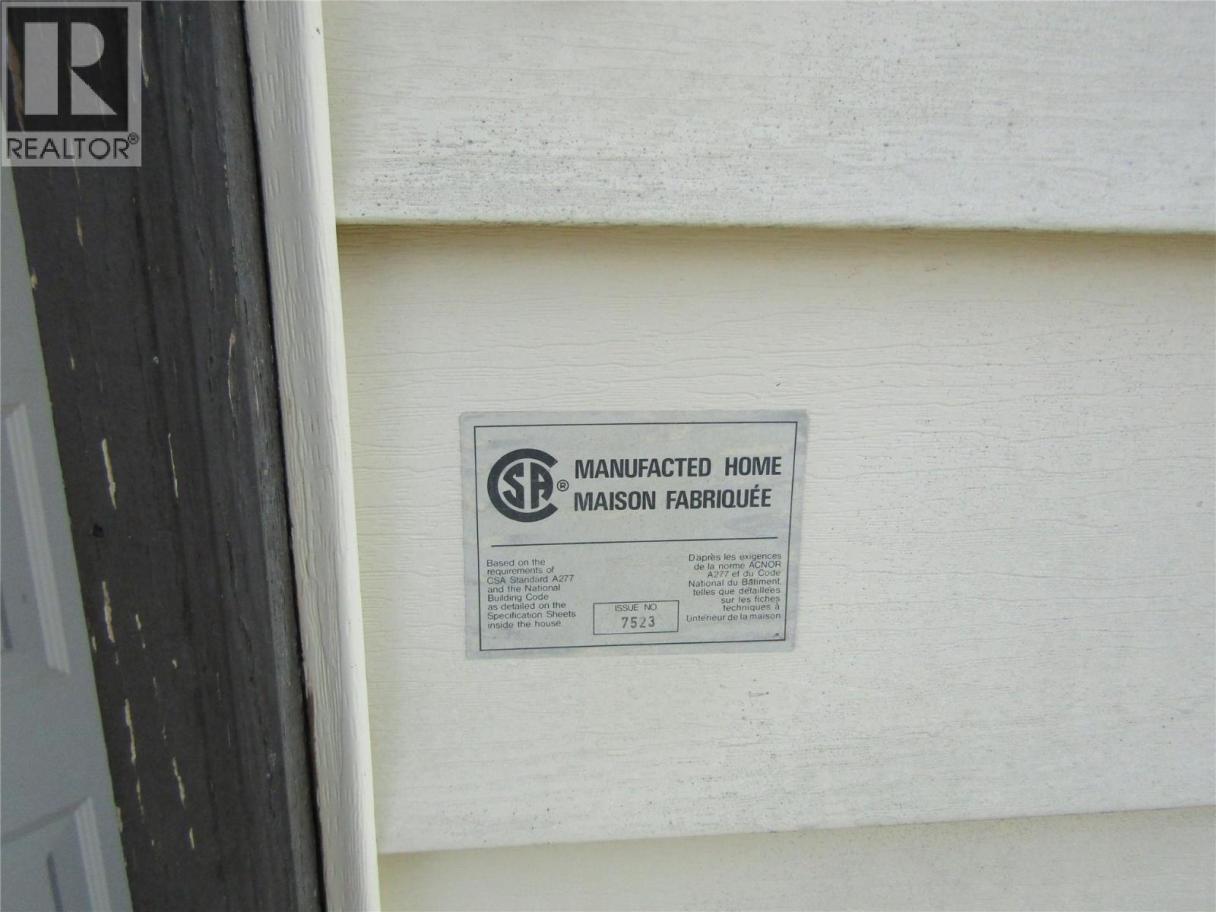 R
REALTOR®
CSA® MANUFACTED HOME
MAISON FABRIQUÉE
Based on the
requirements of
CSA Standard A277
and the National
Building Code
as detailed on the
Specification Sheets
inside the house.
ISSUE NO.
7523
D'après les exigences
de la norme ACNOR
A277 et du Code
National du Bâtiment,
telles que détaillées
sur les fiches
techniques à
l'intérieur de la maison